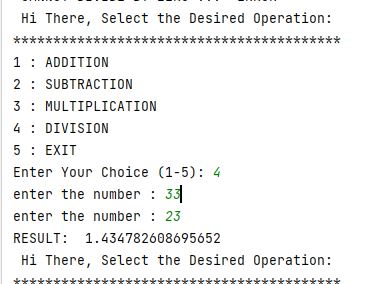 Hi There, Select the Desired Operation:
*****************************************
1 : ADDITION
2 : SUBTRACTION
3 : MULTIPLICATION
4 : DIVISION
5 : EXIT
Enter Your Choice (1-5): 4
enter the number : 33
enter the number : 23
RESULT:  1.434782608695652
Hi There, Select the Desired Operation:
*****************************************